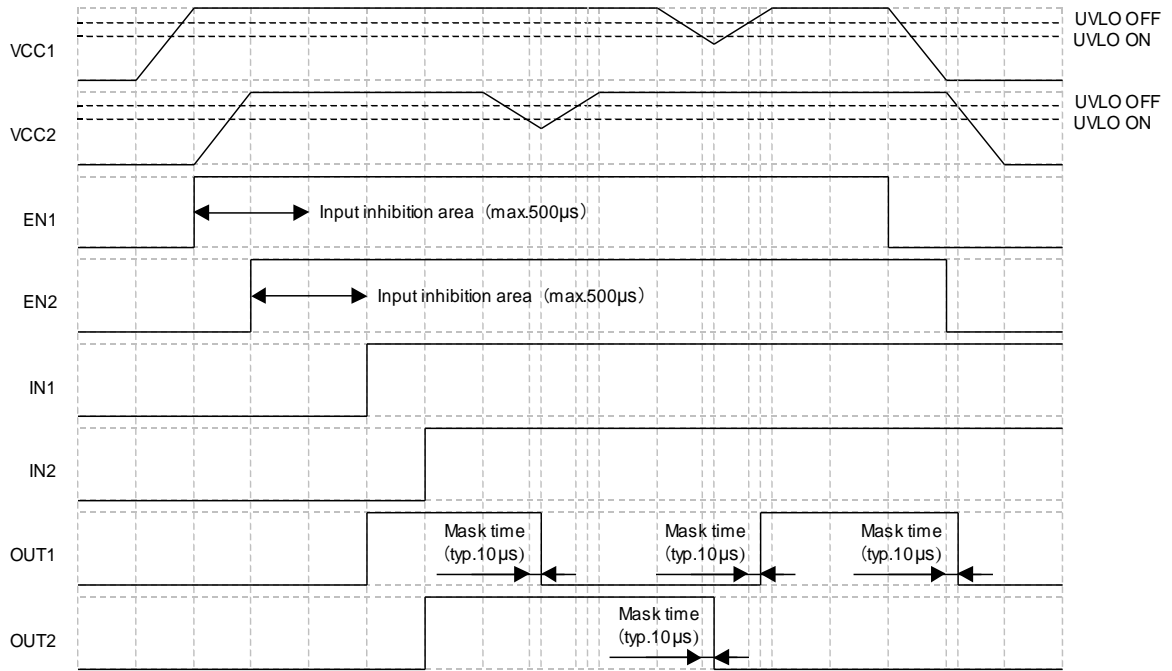 UVLO OFF
VCC1
UVLO ON
UVLO OFF
VCC2
UVLO ON
EN1
Input inhibition area (max.500μs)
EN2
Input inhibition area (max.500μs)
IN1
IN2
OUT1
Mask time
(typ.10μs)
Mask time
(typ.10μs)
Mask time
(typ.10μs)
OUT2
Mask time
(typ.10μs)